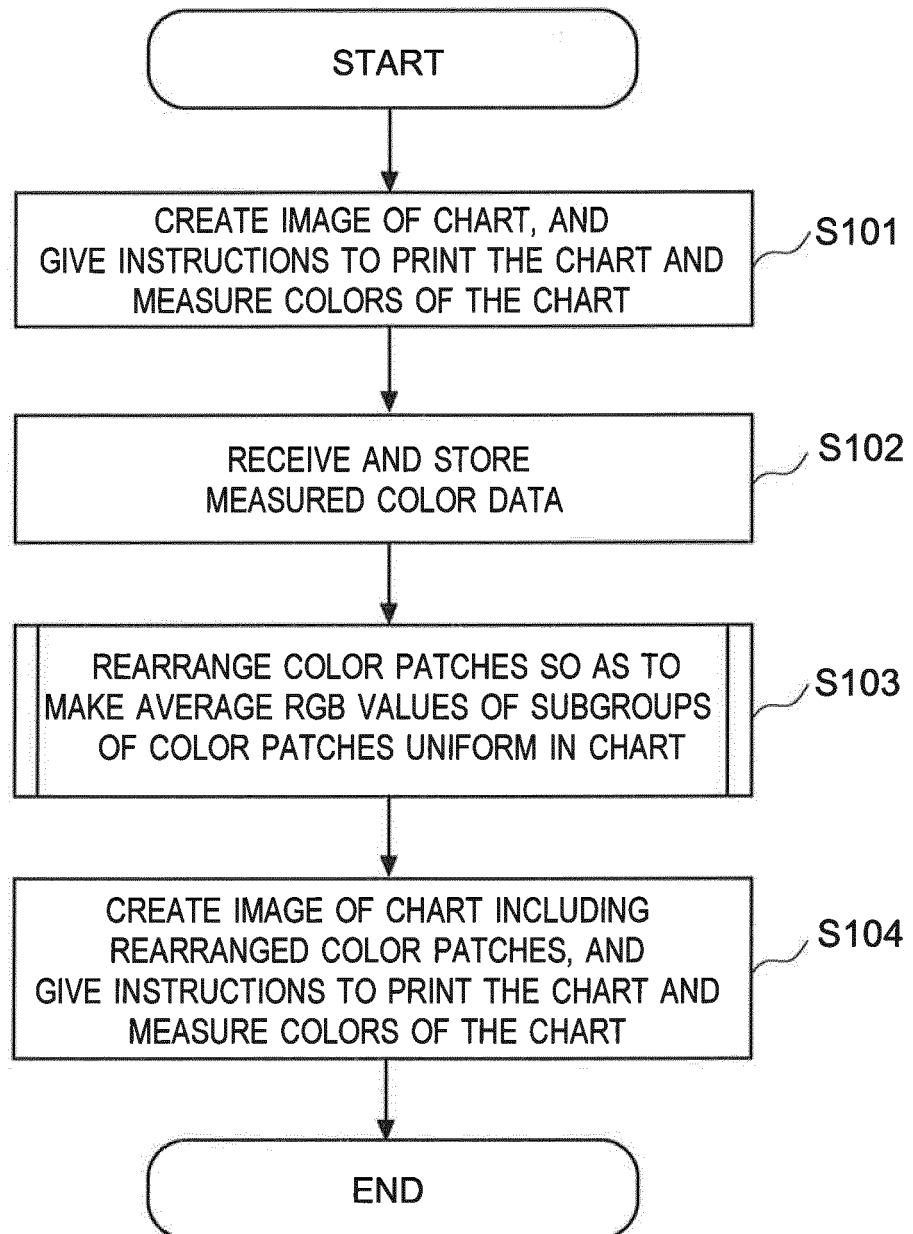 START
CREATE IMAGE OF CHART, AND
GIVE INSTRUCTIONS TO PRINT THE CHART AND
MEASURE COLORS OF THE CHART
S101
RECEIVE AND STORE
MEASURED COLOR DATA
S102
REARRANGE COLOR PATCHES SO AS TO
MAKE AVERAGE RGB VALUES OF SUBGROUPS
OF COLOR PATCHES UNIFORM IN CHART
S103
CREATE IMAGE OF CHART INCLUDING
REARRANGED COLOR PATCHES, AND
GIVE INSTRUCTIONS TO PRINT THE CHART AND
MEASURE COLORS OF THE CHART
S104
END